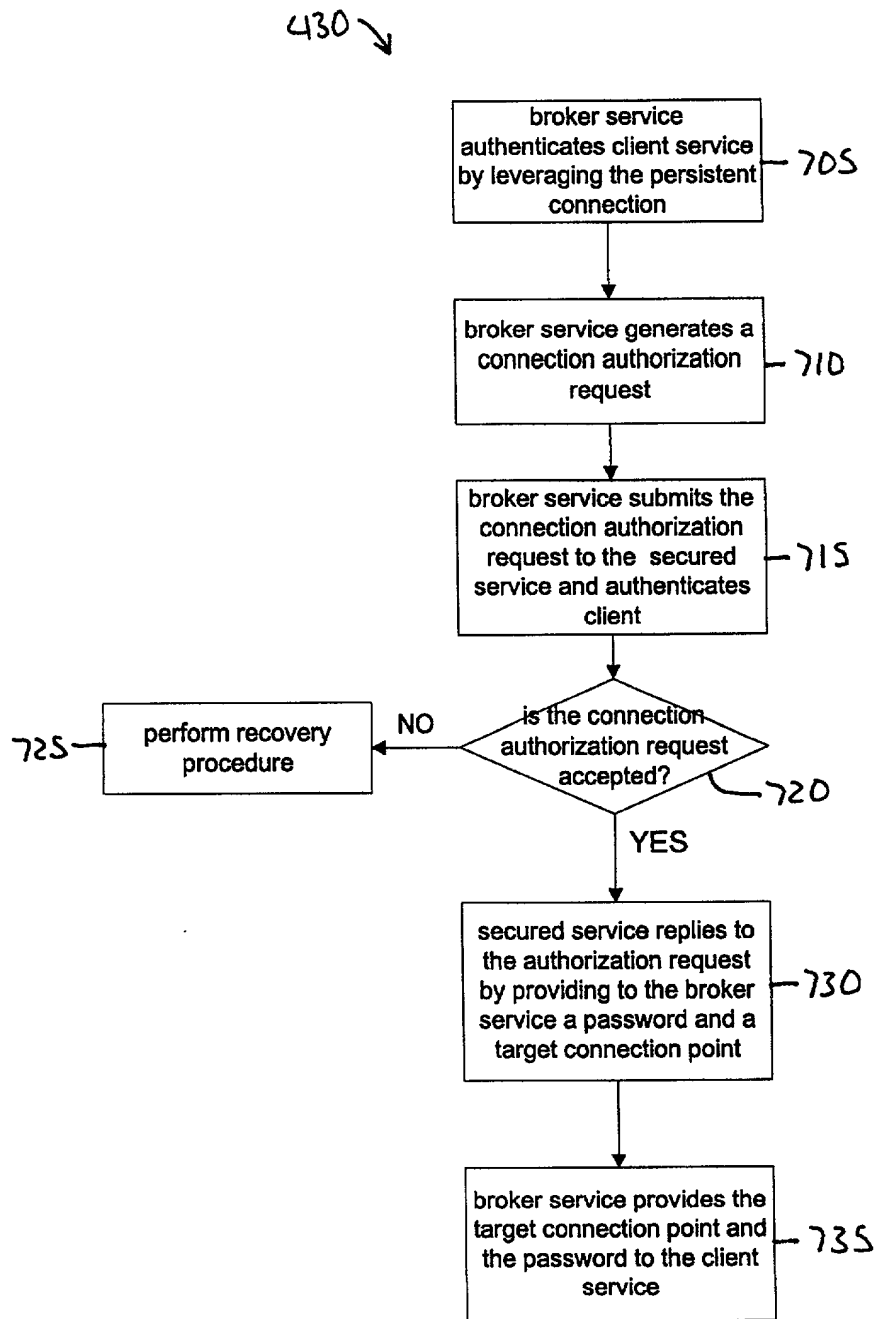 430
broker service
authenticates client service
by leveraging the persistent
connection
705
broker service generates a
connection authorization
request
710
broker service submits the
connection authorization
request to the secured
service and authenticates
client
715
is the connection
authorization request
accepted?
720
NO
perform recovery
procedure
725
YES
secured service replies to
the authorization request
by providing to the broker
service a password and a
target connection point
730
broker service provides the
target connection point and
the password to the client
service
735